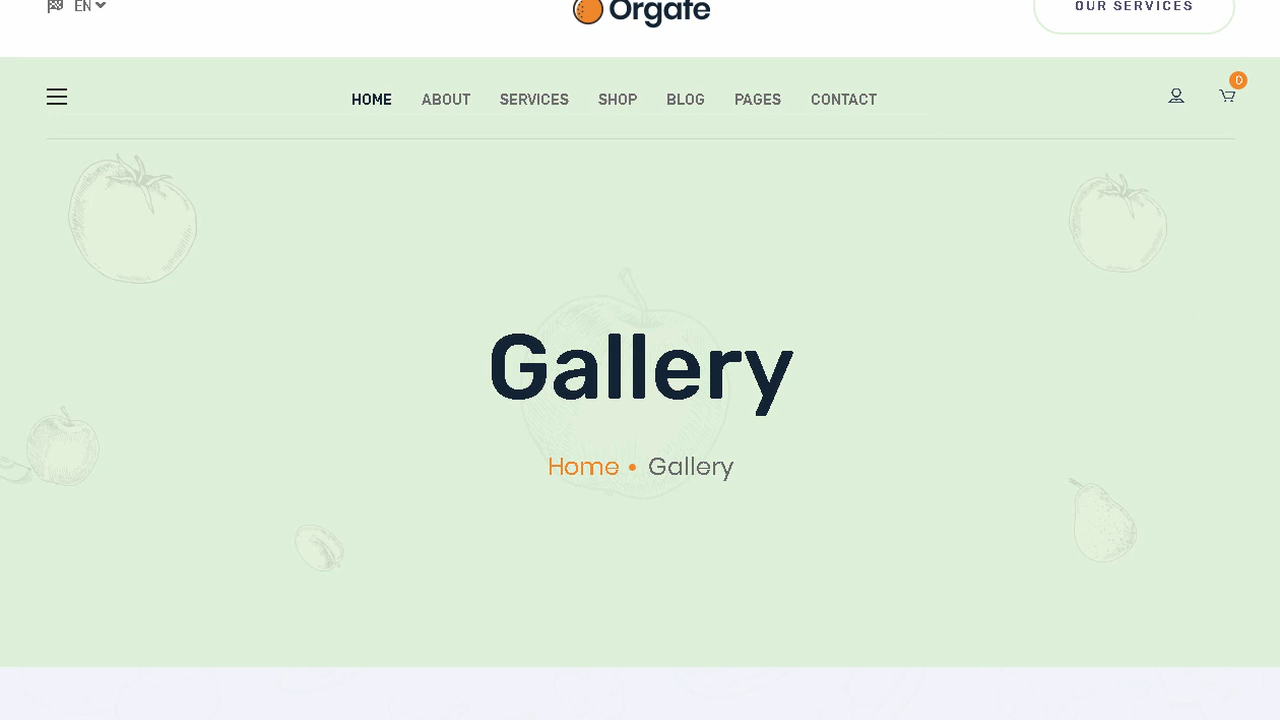 EN
Orgafe
OUR SERVICES
0
HOME ABOUT SERVICES SHOP BLOG PAGES CONTACT
Gallery
Home • Gallery